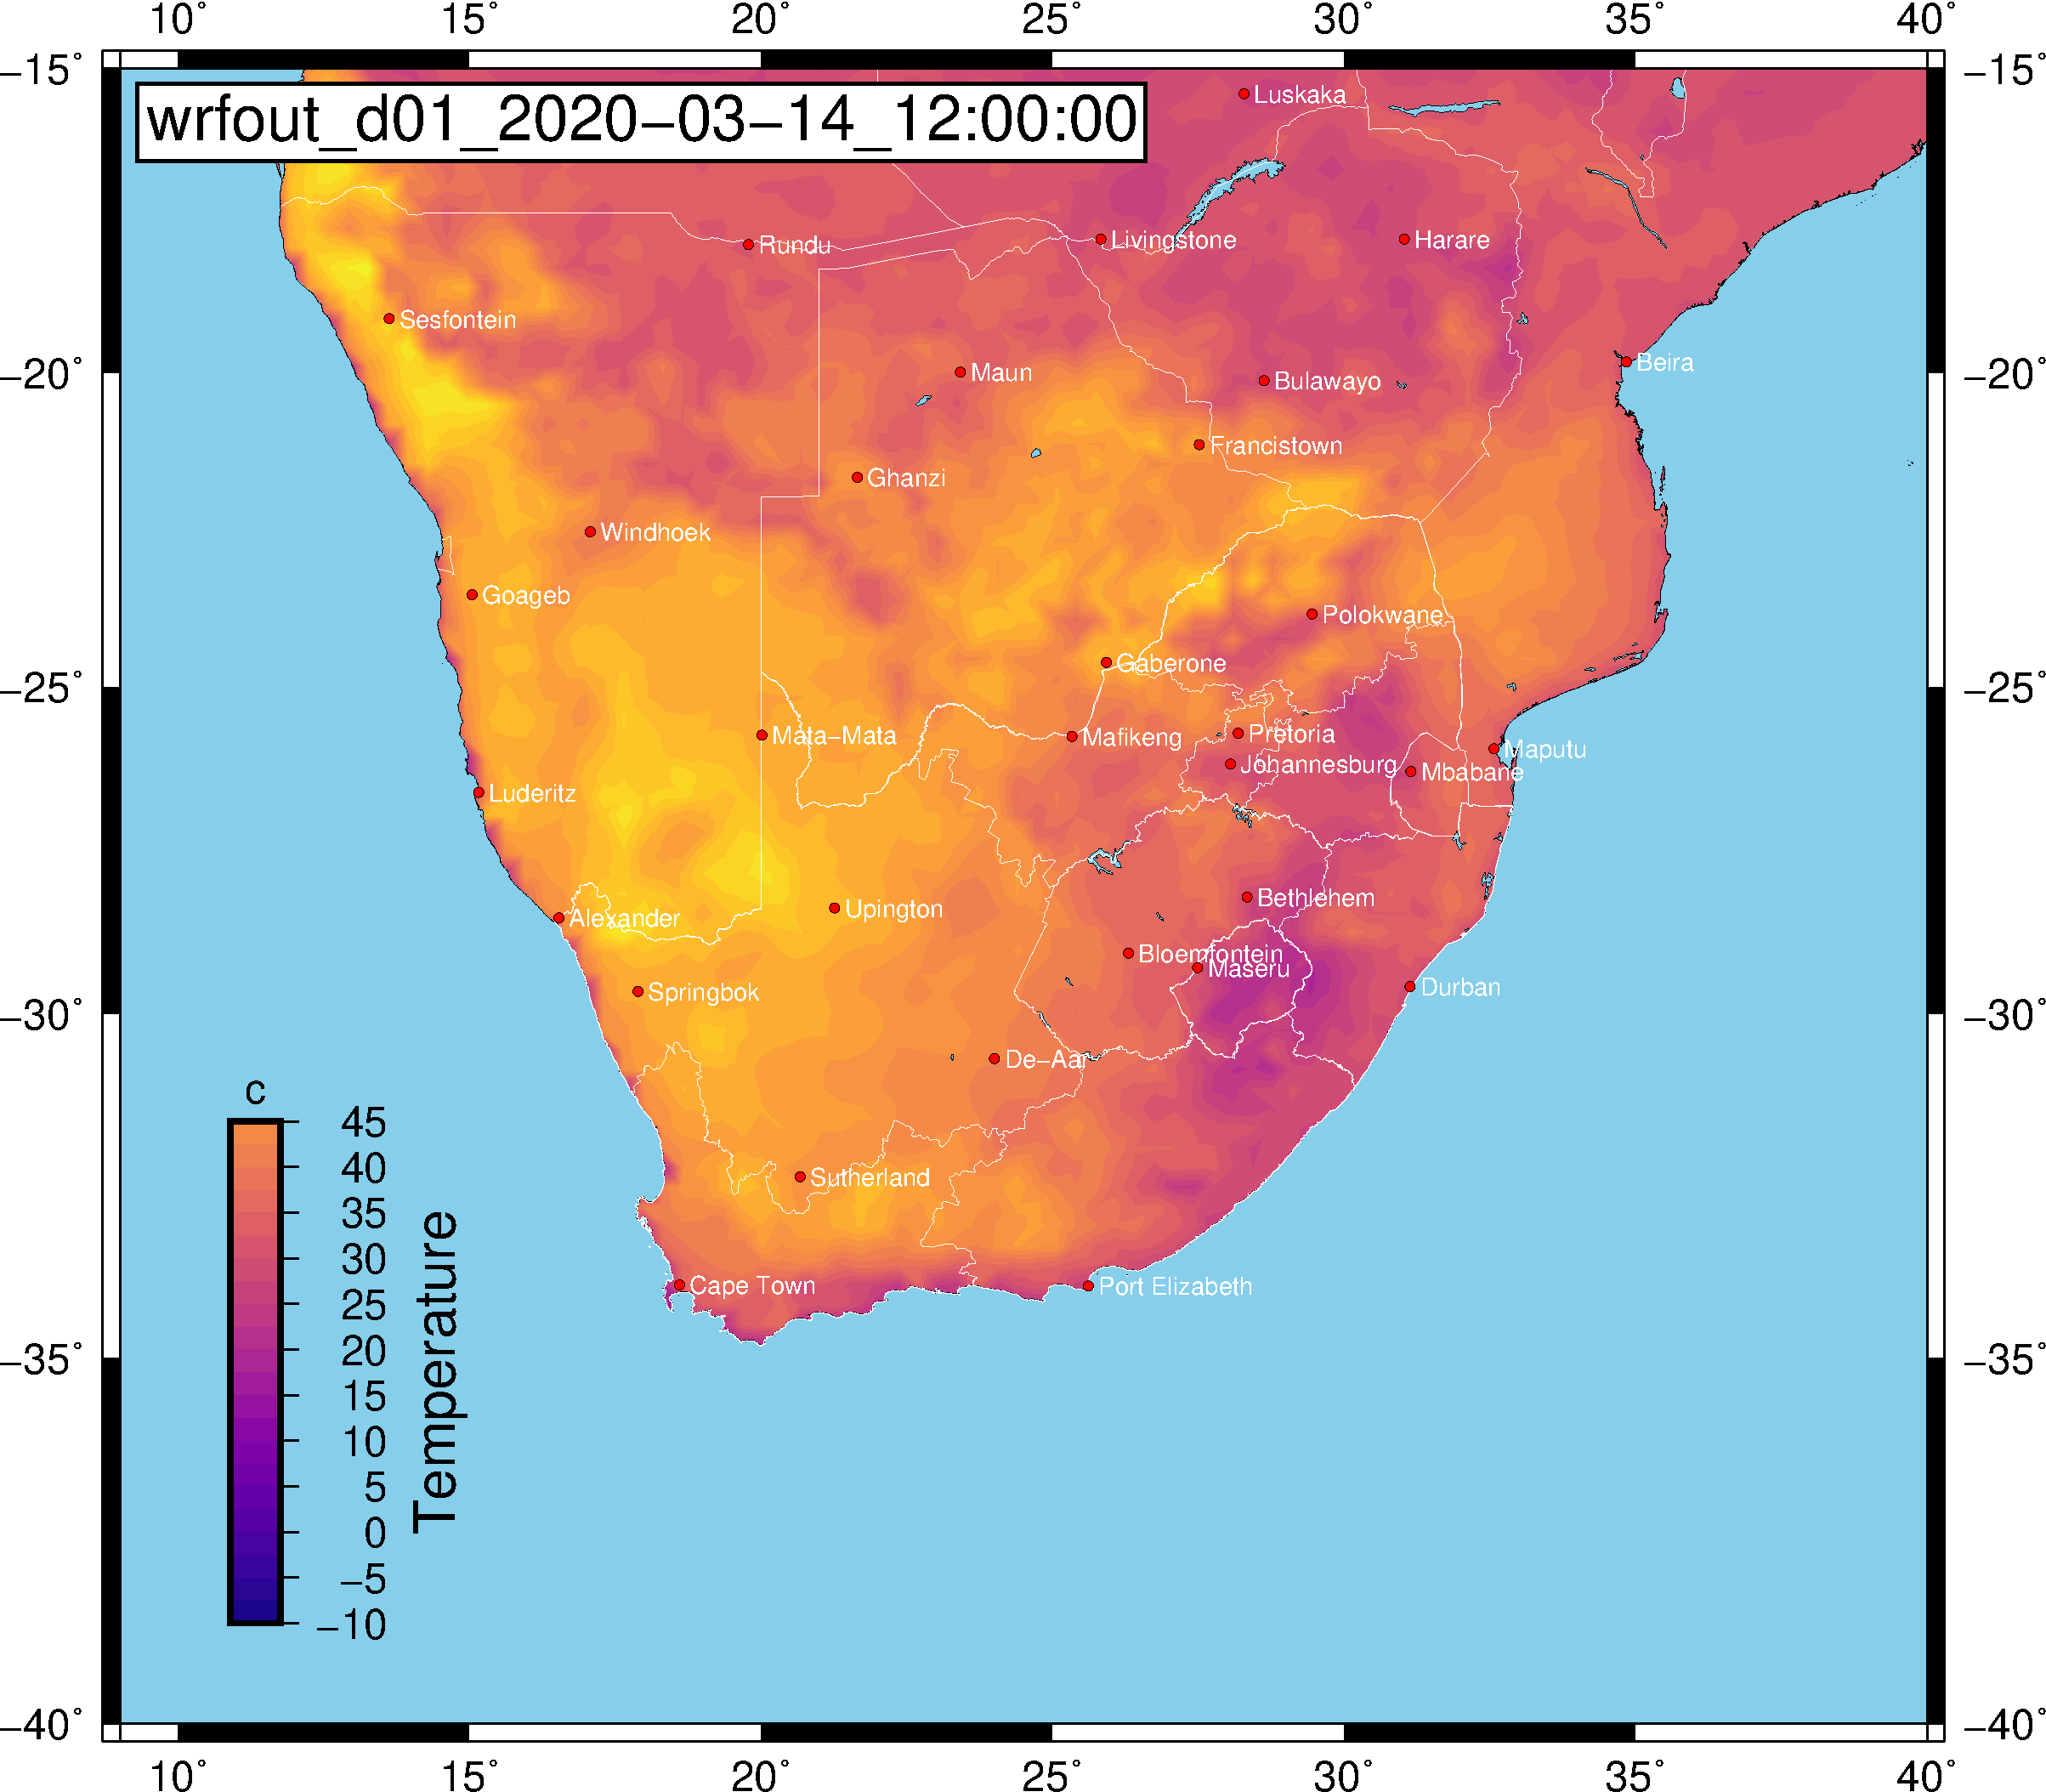 10° 15° 20° 25° 30° 35° 40°
−15° −15°
wrfout_d01_2020−03−14_12:00:00
Luskaka
Rundu
Livingstone
Harare
Sesfontein
−20° −20°
Maun
Bulawayo
Beira
Francistown
Ghanzi
Windhoek
Goageb
Polokwane
Gaberone
−25° −25°
Mata−Mata
Mafikeng
Pretoria
Maputu
Johannesburg
Mbabane
Luderitz
Bethlehem
Alexander
Upington
Bloemfontein
Maseru
Springbok
Durban
−30° −30°
De−Aar
Sutherland
Cape Town
Port Elizabeth
−35° −35°
c
45
40
35
30
25
20
15
10
5
0
−5
−10
Temperature
−40° −40°
10° 15° 20° 25° 30° 35° 40°